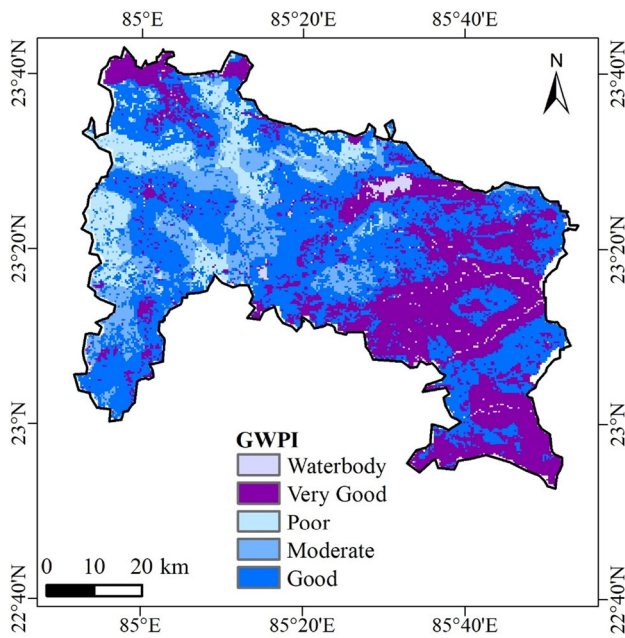 85°E 85°20'E 85°40'E
23°40'N 23°40'N
N
23°20'N 23°20'N
23°N 23°N
GWPI
Waterbody
Very Good
Poor
Moderate
Good
0 10 20 km
22°40'N 22°40'N
85°E 85°20'E 85°40'E